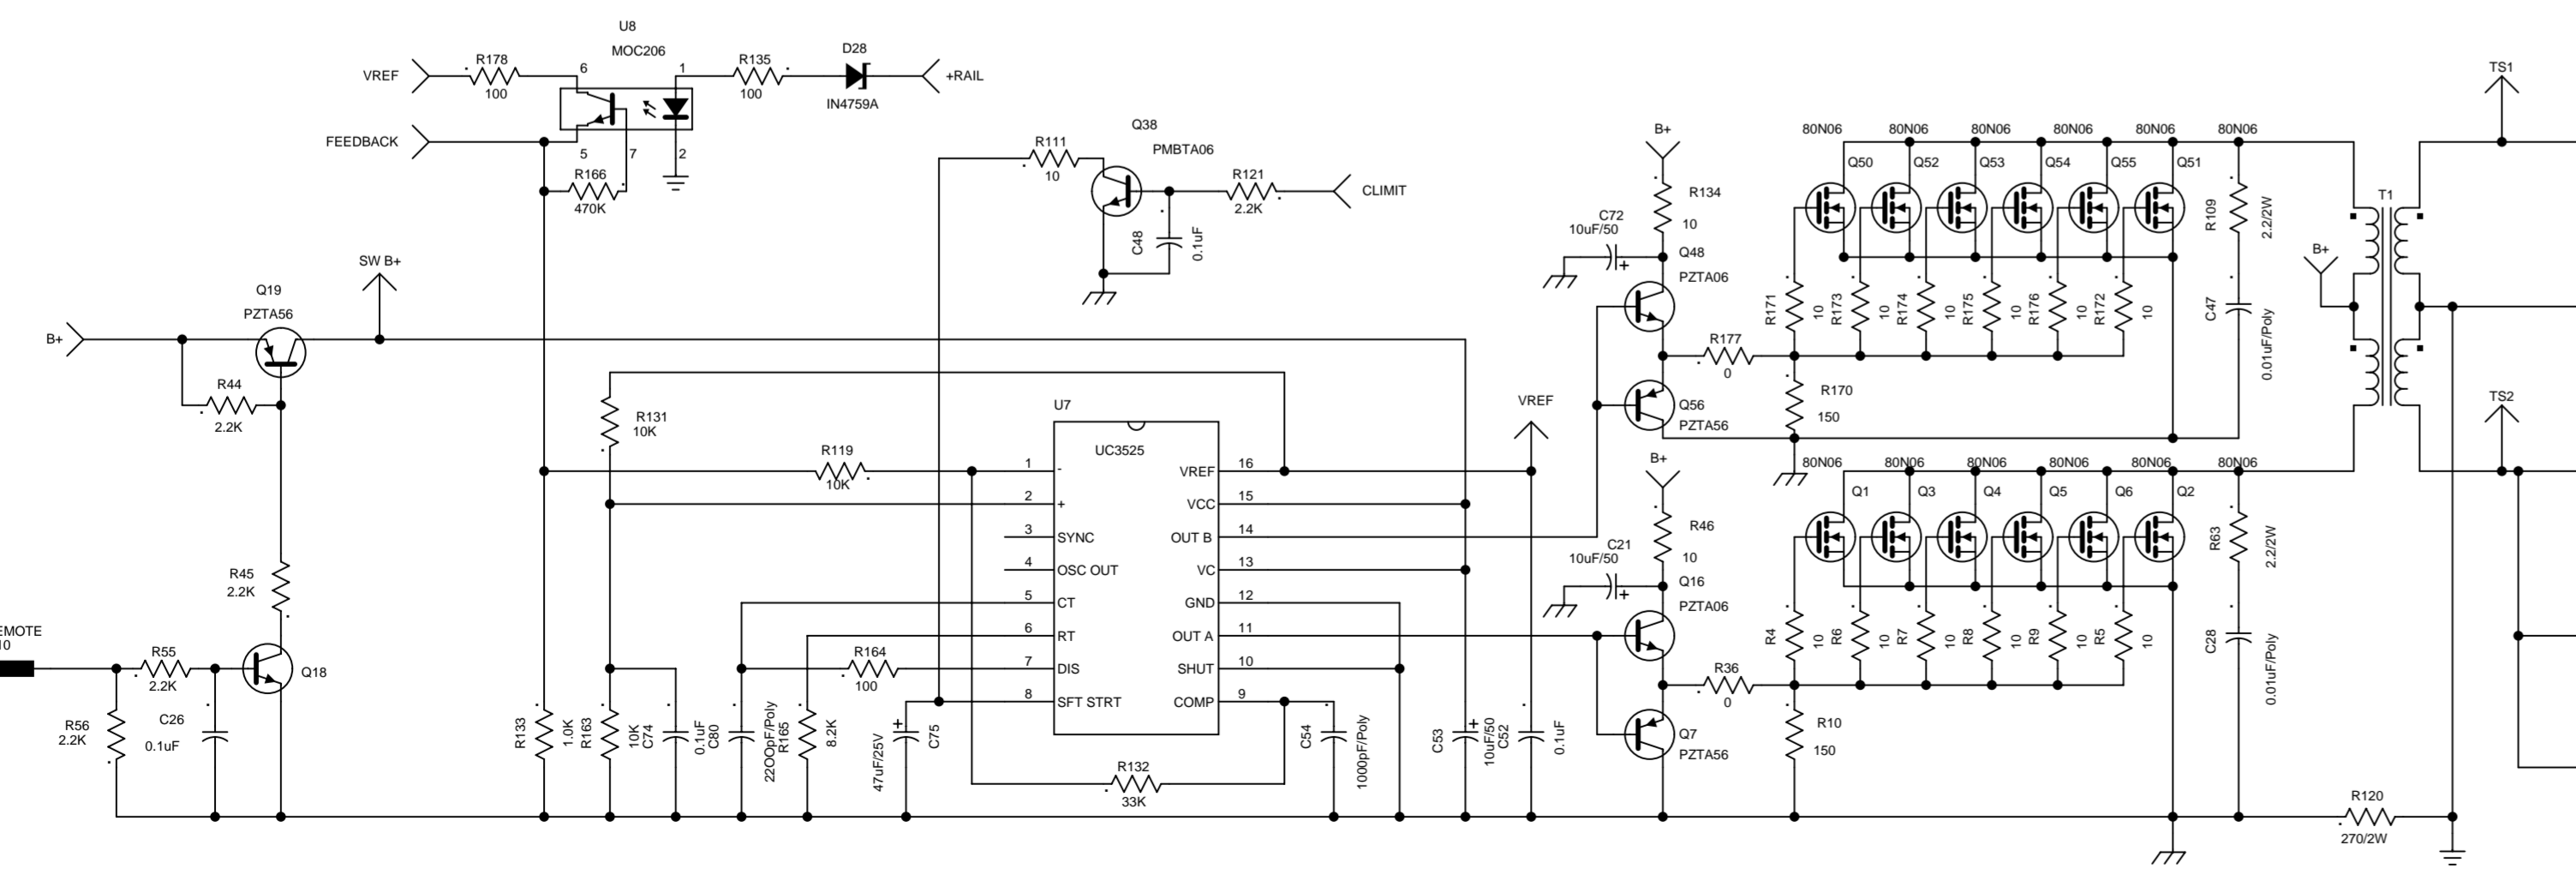 U8
MOC206
VREF
R178
100
6
1
R135
100
D28
IN4759A
+RAIL
FEEDBACK
5
7
2
R166
470K
Q38
PMBTA06
R111
10
C48
0.1uF
R121
2.2K
CLIMIT
SW B+
Q19
PZTA56
B+
R44
2.2K
R45
2.2K
EMOTE
10
R55
2.2K
Q18
R56
2.2K
C26
0.1uF
R131
10K
R119
10K
U7
UC3525
1
-
2
+
3
SYNC
4
OSC OUT
5
CT
6
RT
7
DIS
8
SFT STRT
VREF
16
VCC
15
OUT B
14
VC
13
GND
12
OUT A
11
SHUT
10
COMP
9
R164
100
R133
1.0K
R163
10K
C74
0.1uF
C80
2200pF/Poly
R165
8.2K
+
47uF/25V
C75
R132
33K
C54
1000pF/Poly
C53
+
10uF/50
C52
0.1uF
VREF
B+
R134
10
C72
10uF/50
+
Q48
PZTA06
R177
0
Q56
PZTA56
R170
150
B+
R46
10
C21
10uF/50
+
Q16
PZTA06
R36
0
Q7
PZTA56
R10
150
80N06
80N06
80N06
80N06
80N06
80N06
Q50
Q52
Q53
Q54
Q55
Q51
R171
10
R173
10
R174
10
R175
10
R176
10
R172
10
R109
2.2/2W
C47
0.01uF/Poly
80N06
80N06
80N06
80N06
80N06
80N06
Q1
Q3
Q4
Q5
Q6
Q2
R4
10
R6
10
R7
10
R8
10
R9
10
R5
10
R63
2.2/2W
C28
0.01uF/Poly
T1
B+
TS1
TS2
R120
270/2W